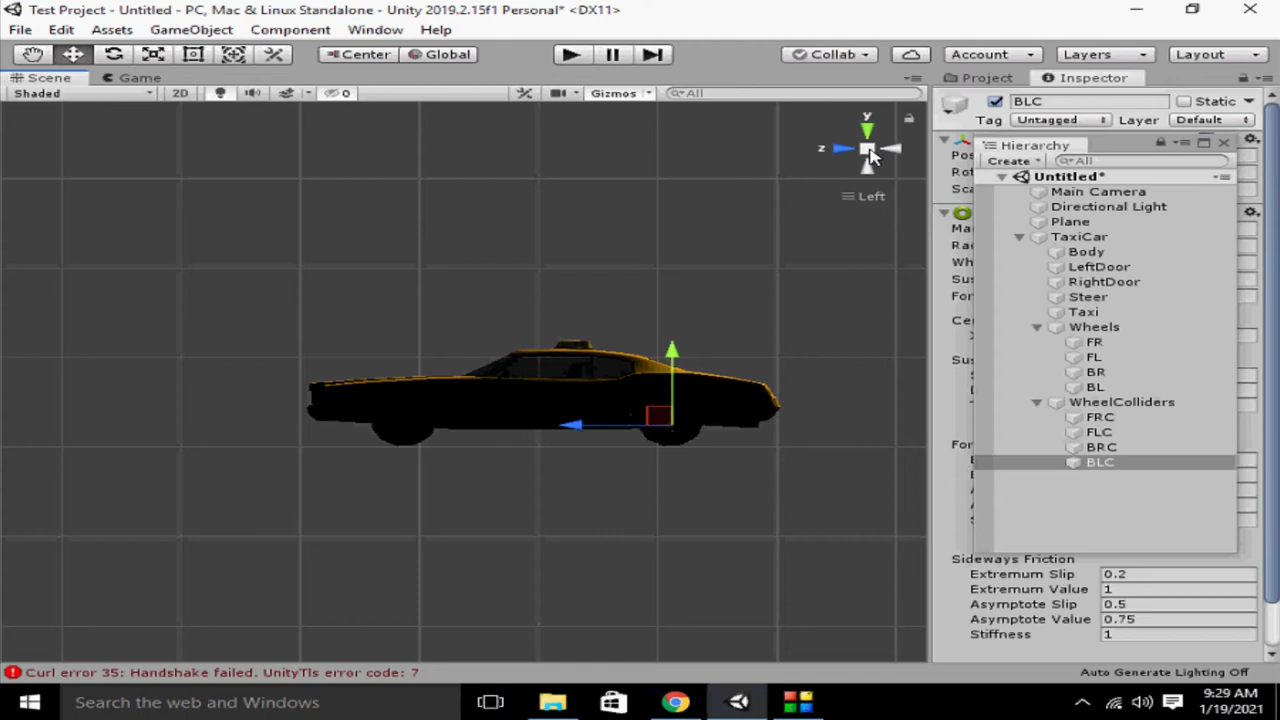 Test Project - Untitled - PC, Mac & Linux Standalone - Unity 2019.2.15f1 Personal* <DX11>
File Edit Assets GameObject Component Window Help
Center Global Collab Account Layers Layout
Scene Game Project Inspector
Shaded 2D 0 Gizmos All
BLC Static
Tag Untagged Layer Default
y
z
Left
Hierarchy
Create All
Untitled*
Main Camera
Directional Light
Plane
TaxiCar
Body
LeftDoor
RightDoor
Steer
Taxi
Wheels
FR
FL
BR
BL
WheelColliders
FRC
FLC
BRC
BLC
Sideways Friction
Extremum Slip 0.2
Extremum Value 1
Asymptote Slip 0.5
Asymptote Value 0.75
Stiffness 1
Curl error 35: Handshake failed. UnityTls error code: 7
Auto Generate Lighting Off
Search the web and Windows
9:29 AM
1/19/2021